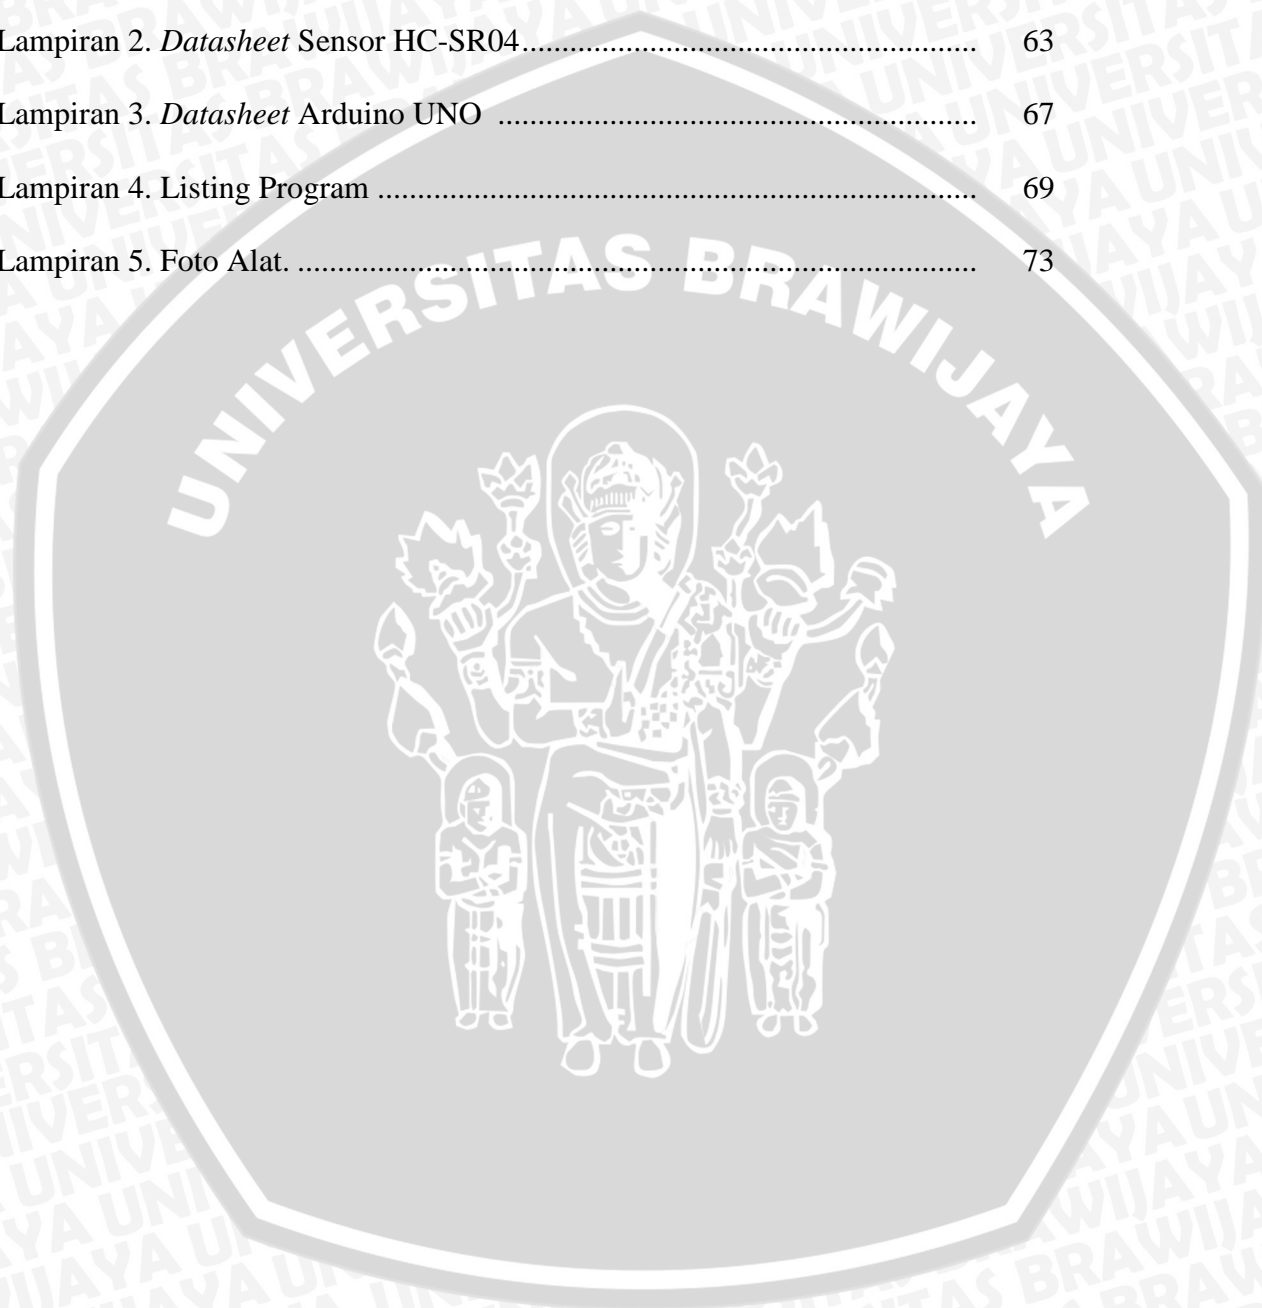 Lampiran 2. Datasheet Sensor HC-SR04......................................................... 63
Lampiran 3. Datasheet Arduino UNO ............................................................ 67
Lampiran 4. Listing Program ........................................................................... 69
Lampiran 5. Foto Alat. ..................................................................................... 73
UNIVERSITAS BRAWIJAYA